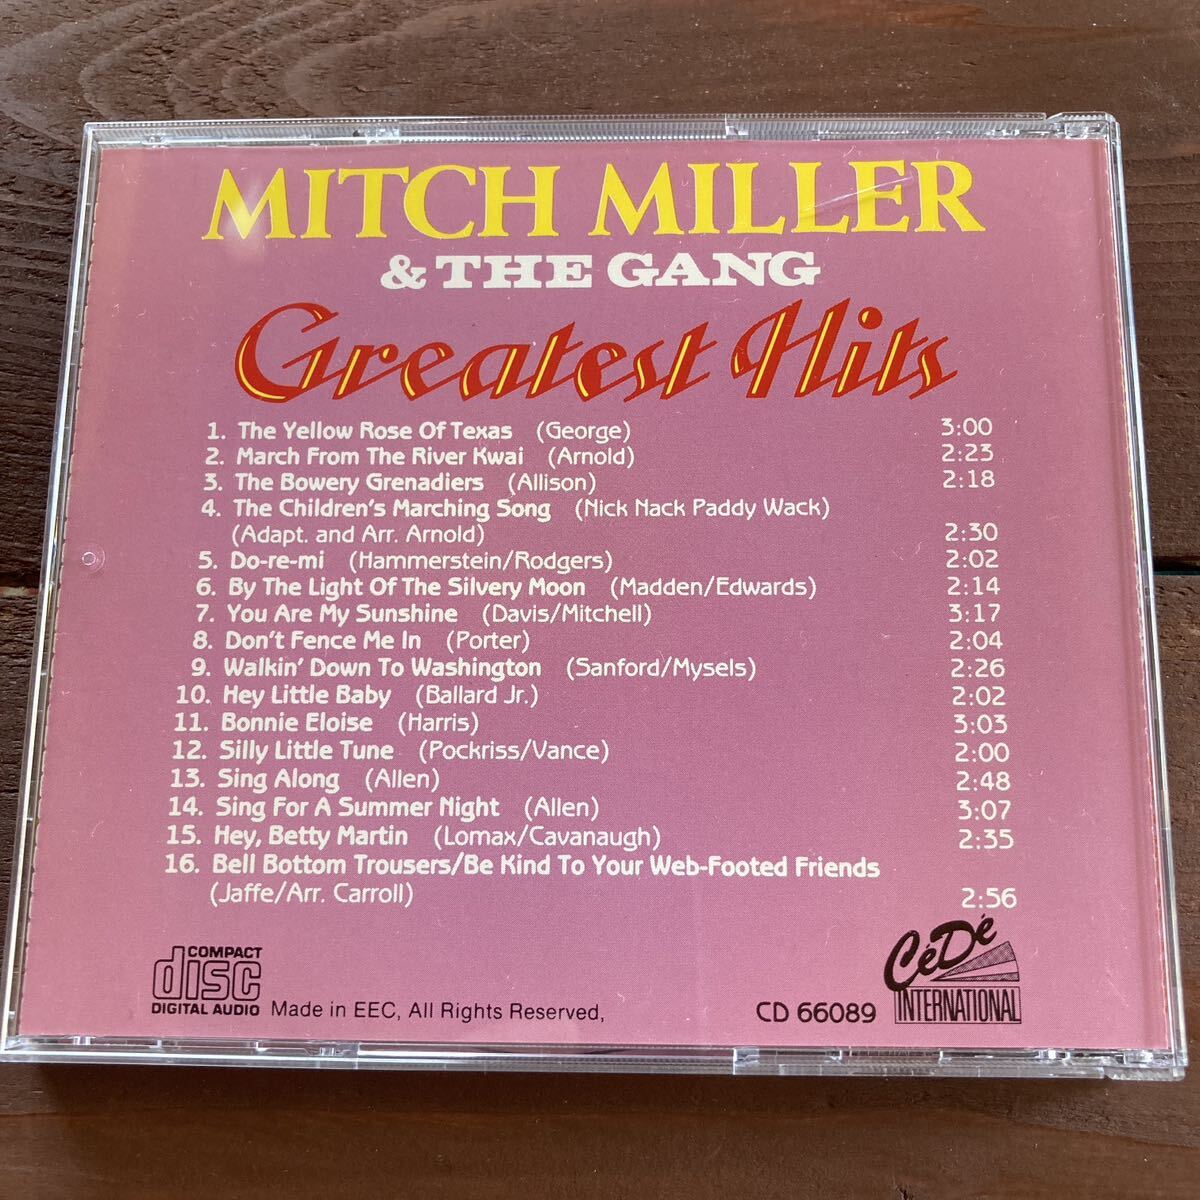 MITCH MILLER
& THE GANG
Greatest Hits
1. The Yellow Rose Of Texas (George) 3:00
2. March From The River Kwai (Arnold) 2:23
3. The Bowery Grenadiers (Allison) 2:18
4. The Children's Marching Song (Nick Nack Paddy Wack)
(Adapt. and Arr. Arnold) 2:30
5. Do-re-mi (Hammerstein/Rodgers) 2:02
6. By The Light Of The Silvery Moon (Madden/Edwards) 2:14
7. You Are My Sunshine (Davis/Mitchell) 3:17
8. Don't Fence Me In (Porter) 2:04
9. Walkin' Down To Washington (Sanford/Mysels) 2:26
10. Hey Little Baby (Ballard Jr.) 2:02
11. Bonnie Eloise (Harris) 3:03
12. Silly Little Tune (Pockriss/Vance) 2:00
13. Sing Along (Allen) 2:48
14. Sing For A Summer Night (Allen) 3:07
15. Hey, Betty Martin (Lomax/Cavanaugh) 2:35
16. Bell Bottom Trousers/Be Kind To Your Web-Footed Friends
(Jaffe/Arr. Carroll) 2:56
COMPACT
disc
DIGITAL AUDIO
Made in EEC, All Rights Reserved,
CD 66089
CéDé
INTERNATIONAL